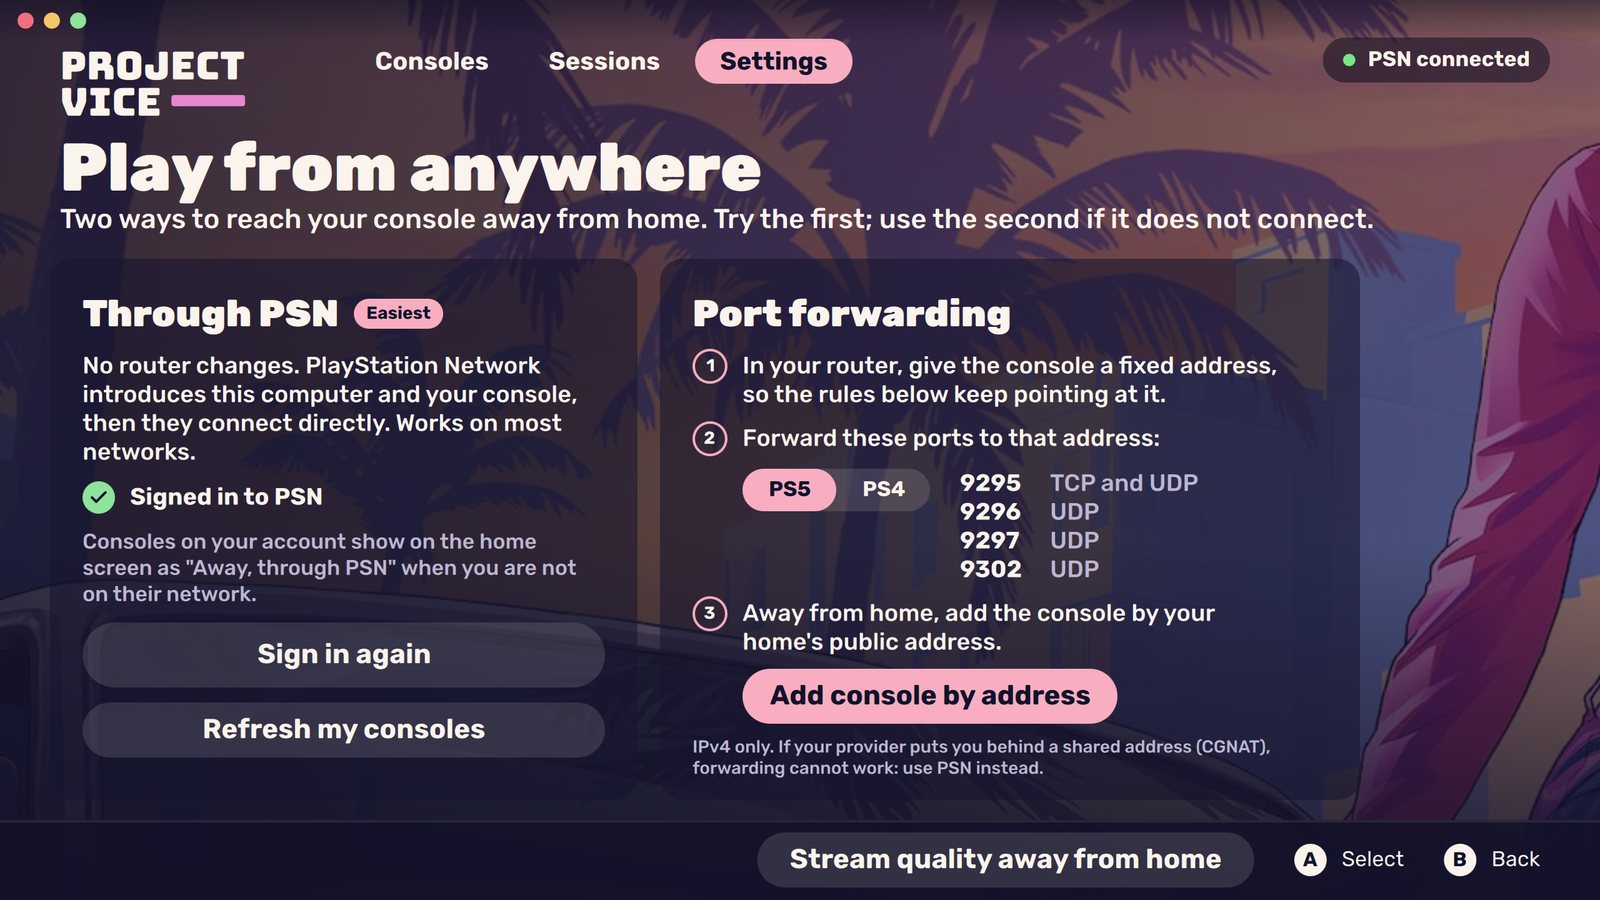 PROJECT
VICE
Consoles
Sessions
Settings
PSN connected
Play from anywhere
Two ways to reach your console away from home. Try the first; use the second if it does not connect.
Through PSN
Easiest
No router changes. PlayStation Network
introduces this computer and your console,
then they connect directly. Works on most
networks.
Signed in to PSN
Consoles on your account show on the home
screen as "Away, through PSN" when you are not
on their network.
Sign in again
Refresh my consoles
Port forwarding
1 In your router, give the console a fixed address,
so the rules below keep pointing at it.
2 Forward these ports to that address:
PS5 PS4
9295 TCP and UDP
9296 UDP
9297 UDP
9302 UDP
3 Away from home, add the console by your
home's public address.
Add console by address
IPv4 only. If your provider puts you behind a shared address (CGNAT),
forwarding cannot work: use PSN instead.
Stream quality away from home
A Select
B Back